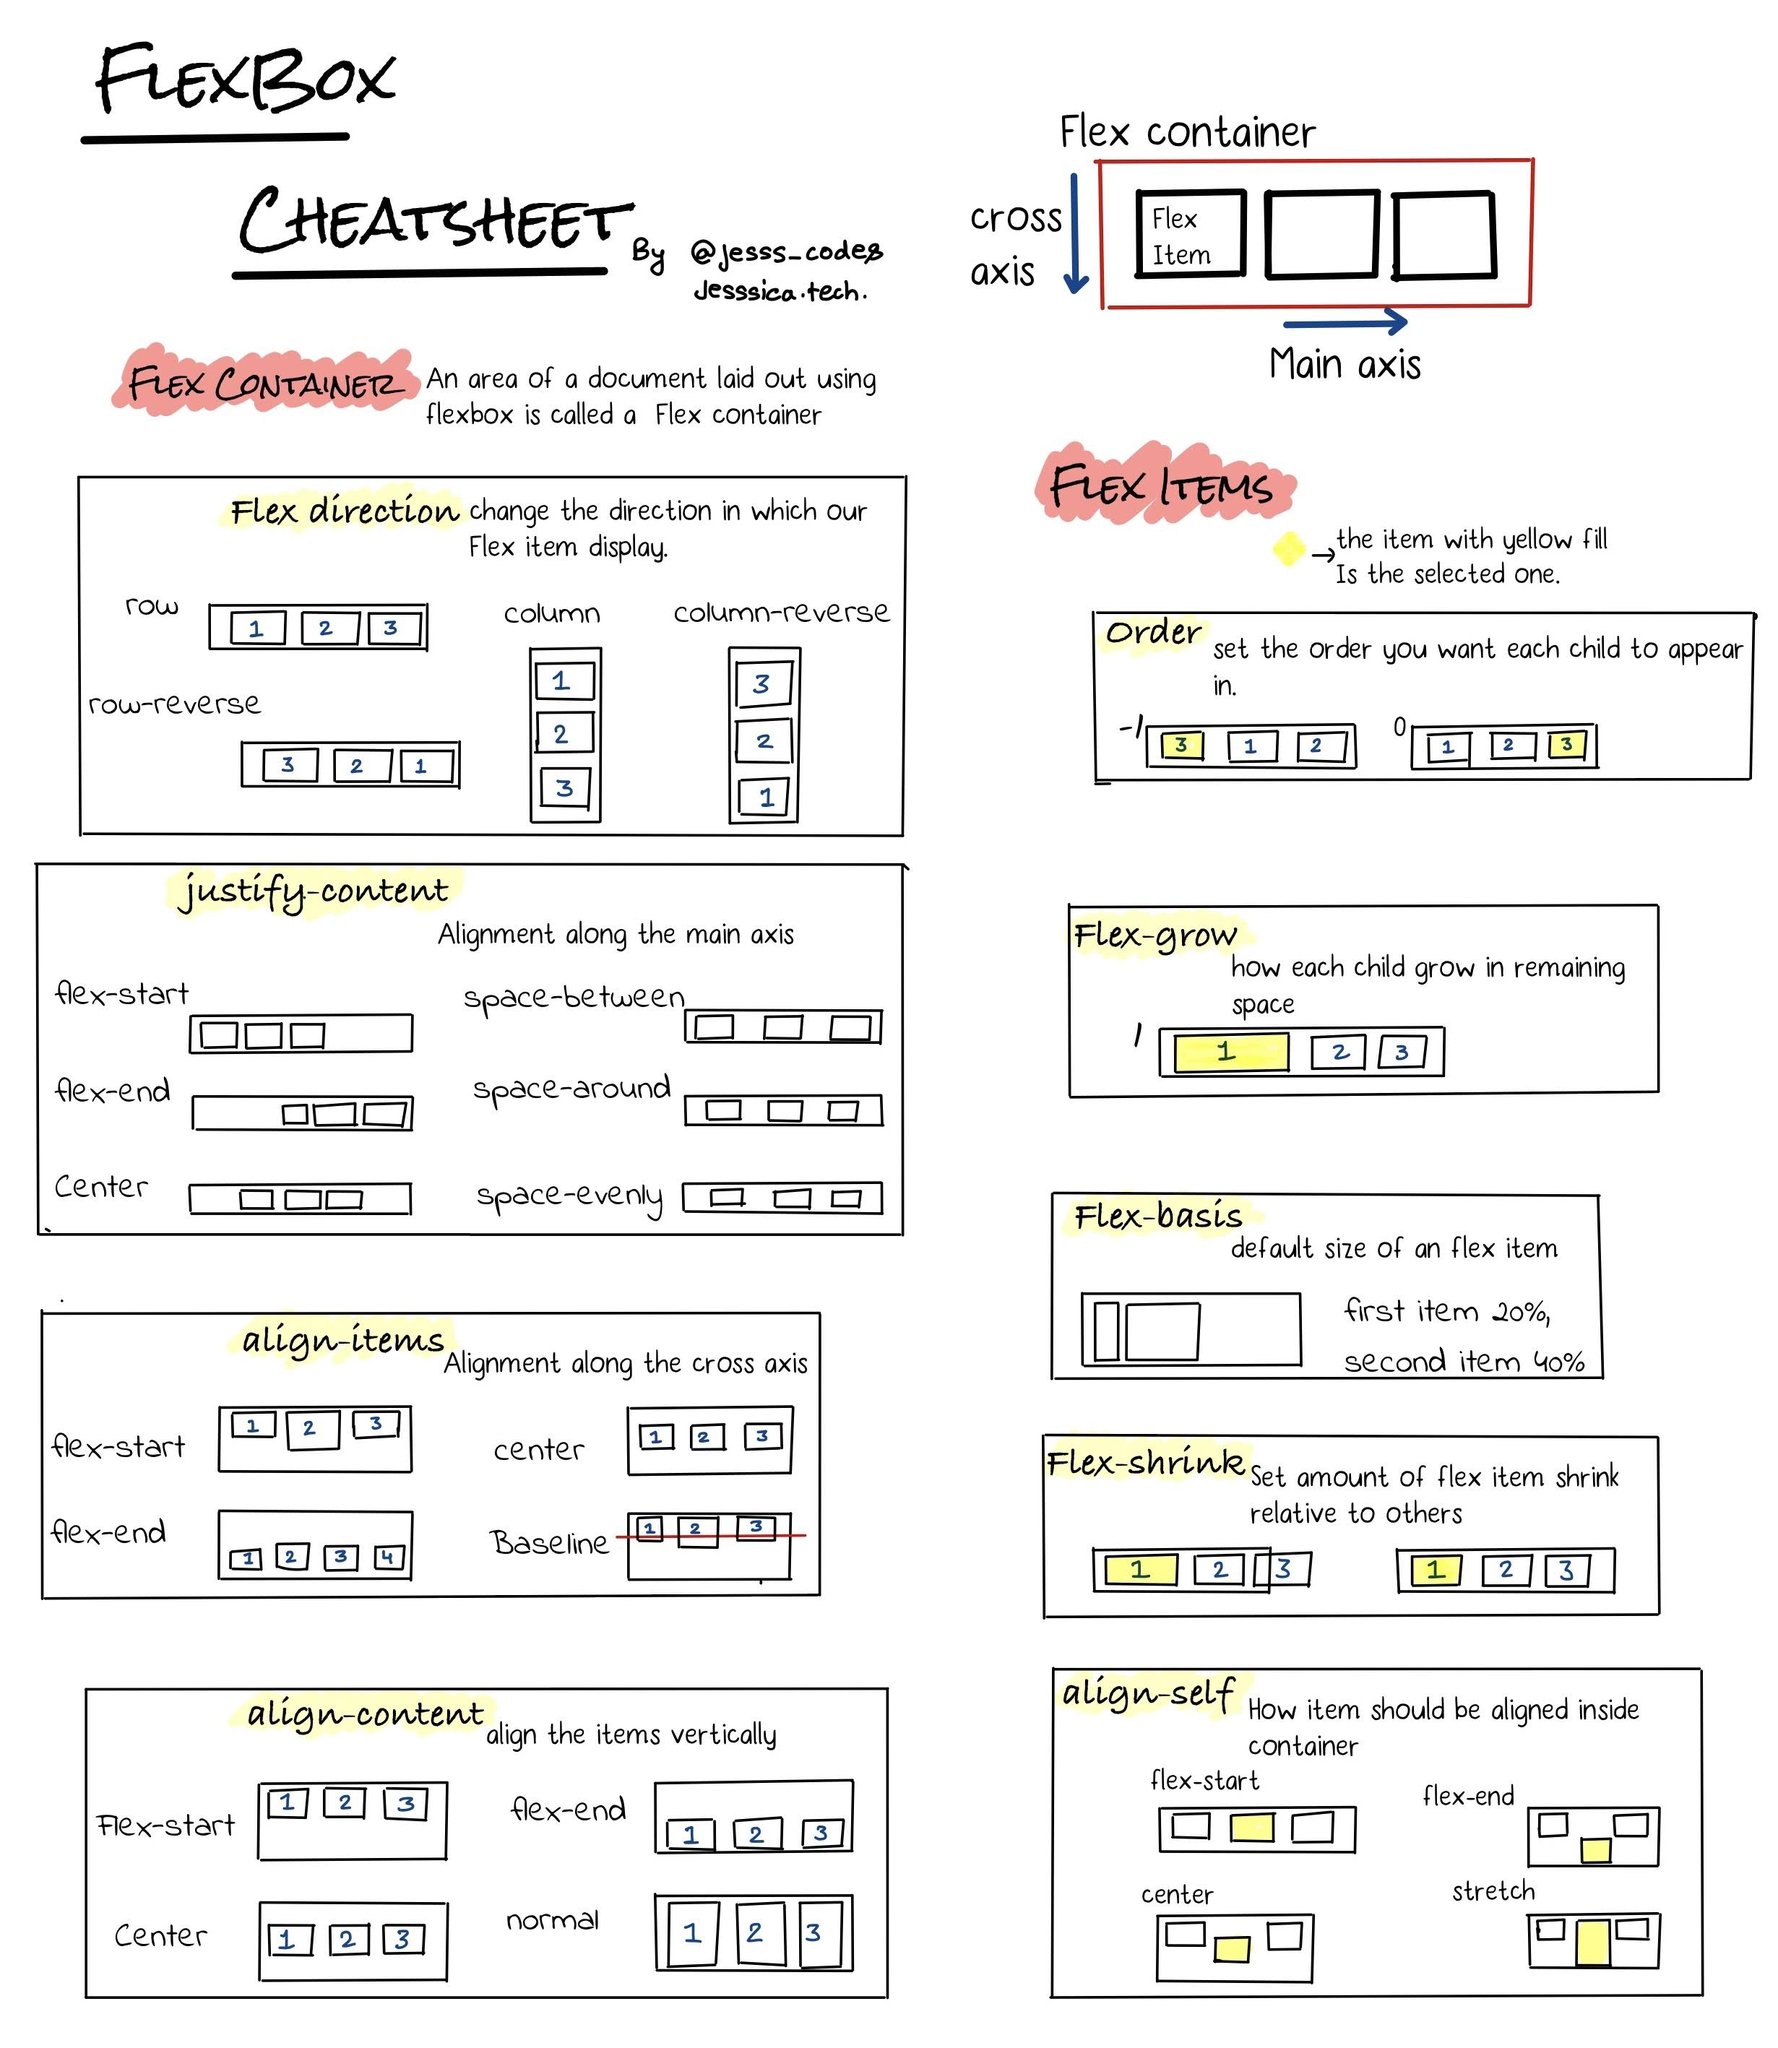 FLEXBOX
CHEATSHEET
By @jesss_codes
Jesssica.tech.
Flex container
cross
axis
Flex
Item
Main axis
FLEX CONTAINER
An area of a document laid out using
flexbox is called a Flex container
Flex direction change the direction in which our
Flex item display.
row
1 2 3
row-reverse
3 2 1
column
1
2
3
column-reverse
3
2
1
justify-content
Alignment along the main axis
flex-start
space-between
flex-end
space-around
Center
space-evenly
align-items
Alignment along the cross axis
flex-start
1 2 3
center
1 2 3
flex-end
1 2 3 4
Baseline
1 2 3
align-content
align the items vertically
Flex-start
1 2 3
flex-end
1 2 3
Center
1 2 3
normal
1 2 3
FLEX ITEMS
the item with yellow fill
Is the selected one.
Order
set the order you want each child to appear
in.
-1
3 1 2
0
1 2 3
Flex-grow
how each child grow in remaining
space
1
1 2 3
Flex-basis
default size of an flex item
first item 20%,
second item 40%
Flex-shrink
Set amount of flex item shrink
relative to others
1 2 3
1 2 3
align-self
How item should be aligned inside
container
flex-start
flex-end
center
stretch